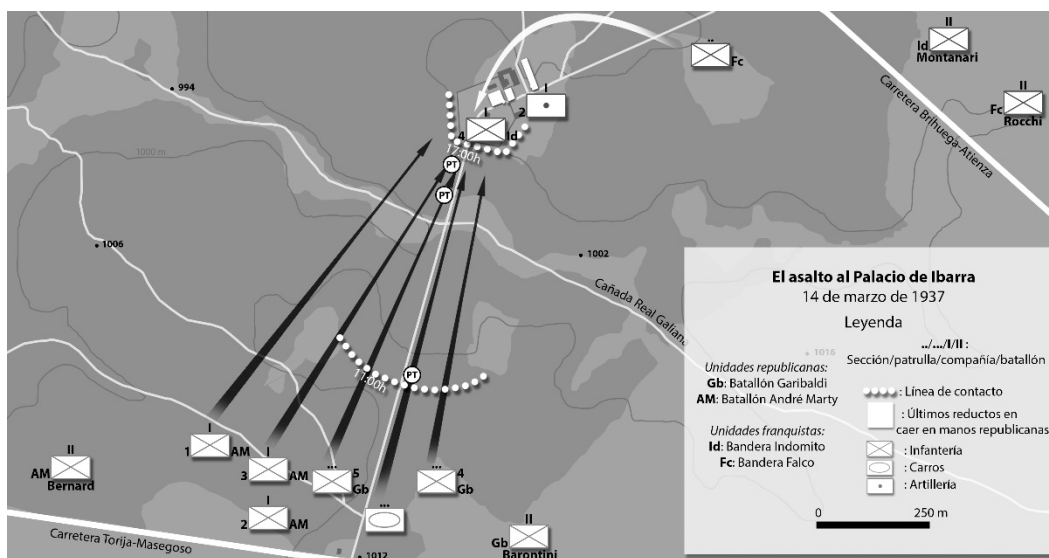 II
Id
Montanari
II
Fc
Rocchi
..
Fc
I
2
I
4
Id
17:00h
PT
PT
994
1000 m
1006
1002
1016
Carretera Brihuega-Atienza
Cañada Real Galiana
11:00h
PT
El asalto al Palacio de Ibarra
14 de marzo de 1937
Leyenda
../.../I/II :
Sección/patrulla/compañía/batallón
Unidades republicanas:
Gb: Batallón Garibaldi
AM: Batallón André Marty
Unidades franquistas:
Id: Bandera Indomito
Fc: Bandera Falco
: Línea de contacto
: Últimos reductos en
caer en manos republicanas
: Infantería
: Carros
: Artillería
0
250 m
I
1
AM
I
3
AM
...
5
Gb
...
4
Gb
II
AM
Bernard
I
2
AM
...
II
Gb
Barontini
1012
Carretera Torija-Masegoso